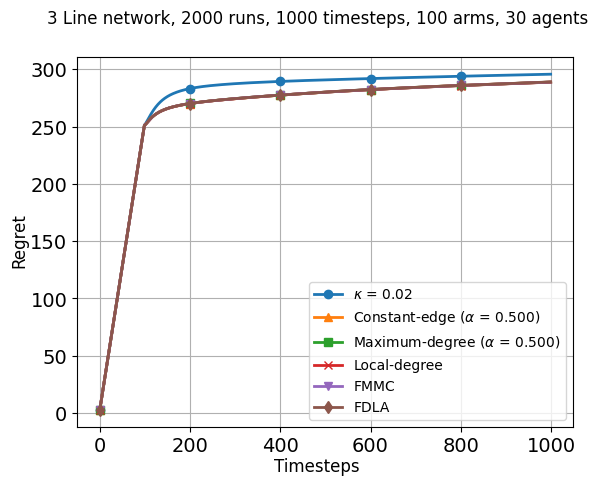 3 Line network, 2000 runs, 1000 timesteps, 100 arms, 30 agents
300
250
200
150
100
50
0
Regret
0 200 400 600 800 1000
Timesteps
κ = 0.02
Constant-edge (α = 0.500)
Maximum-degree (α = 0.500)
Local-degree
FMMC
FDLA